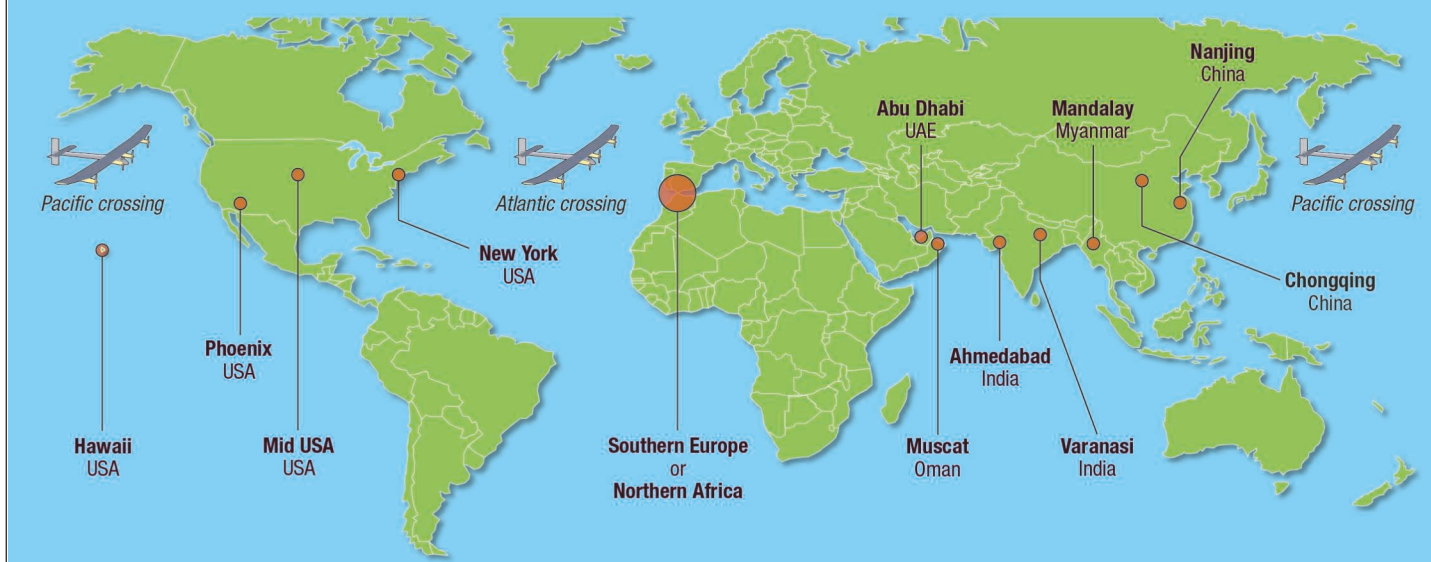 Nanjing
China
Abu Dhabi
UAE
Mandalay
Myanmar
Pacific crossing
Atlantic crossing
Pacific crossing
New York
USA
Chongqing
China
Phoenix
USA
Ahmedabad
India
Hawaii
USA
Mid USA
USA
Southern Europe
or
Northern Africa
Muscat
Oman
Varanasi
India